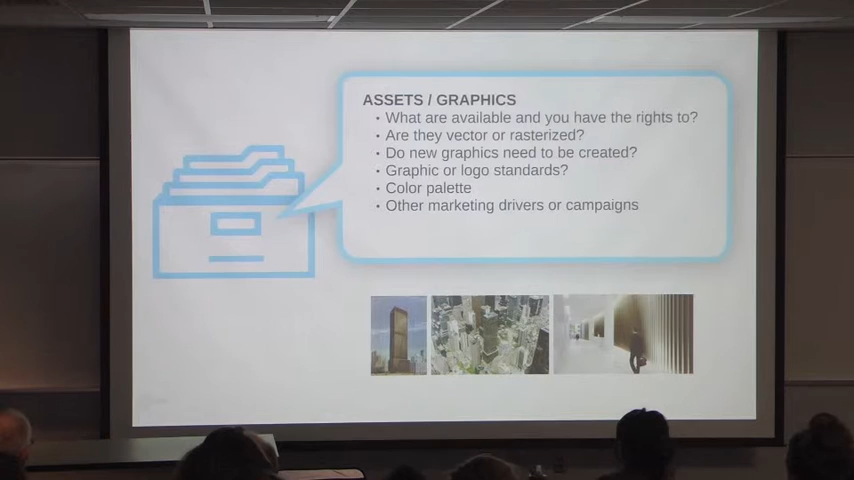 ASSETS / GRAPHICS
• What are available and you have the rights to?
• Are they vector or rasterized?
• Do new graphics need to be created?
• Graphic or logo standards?
• Color palette
• Other marketing drivers or campaigns